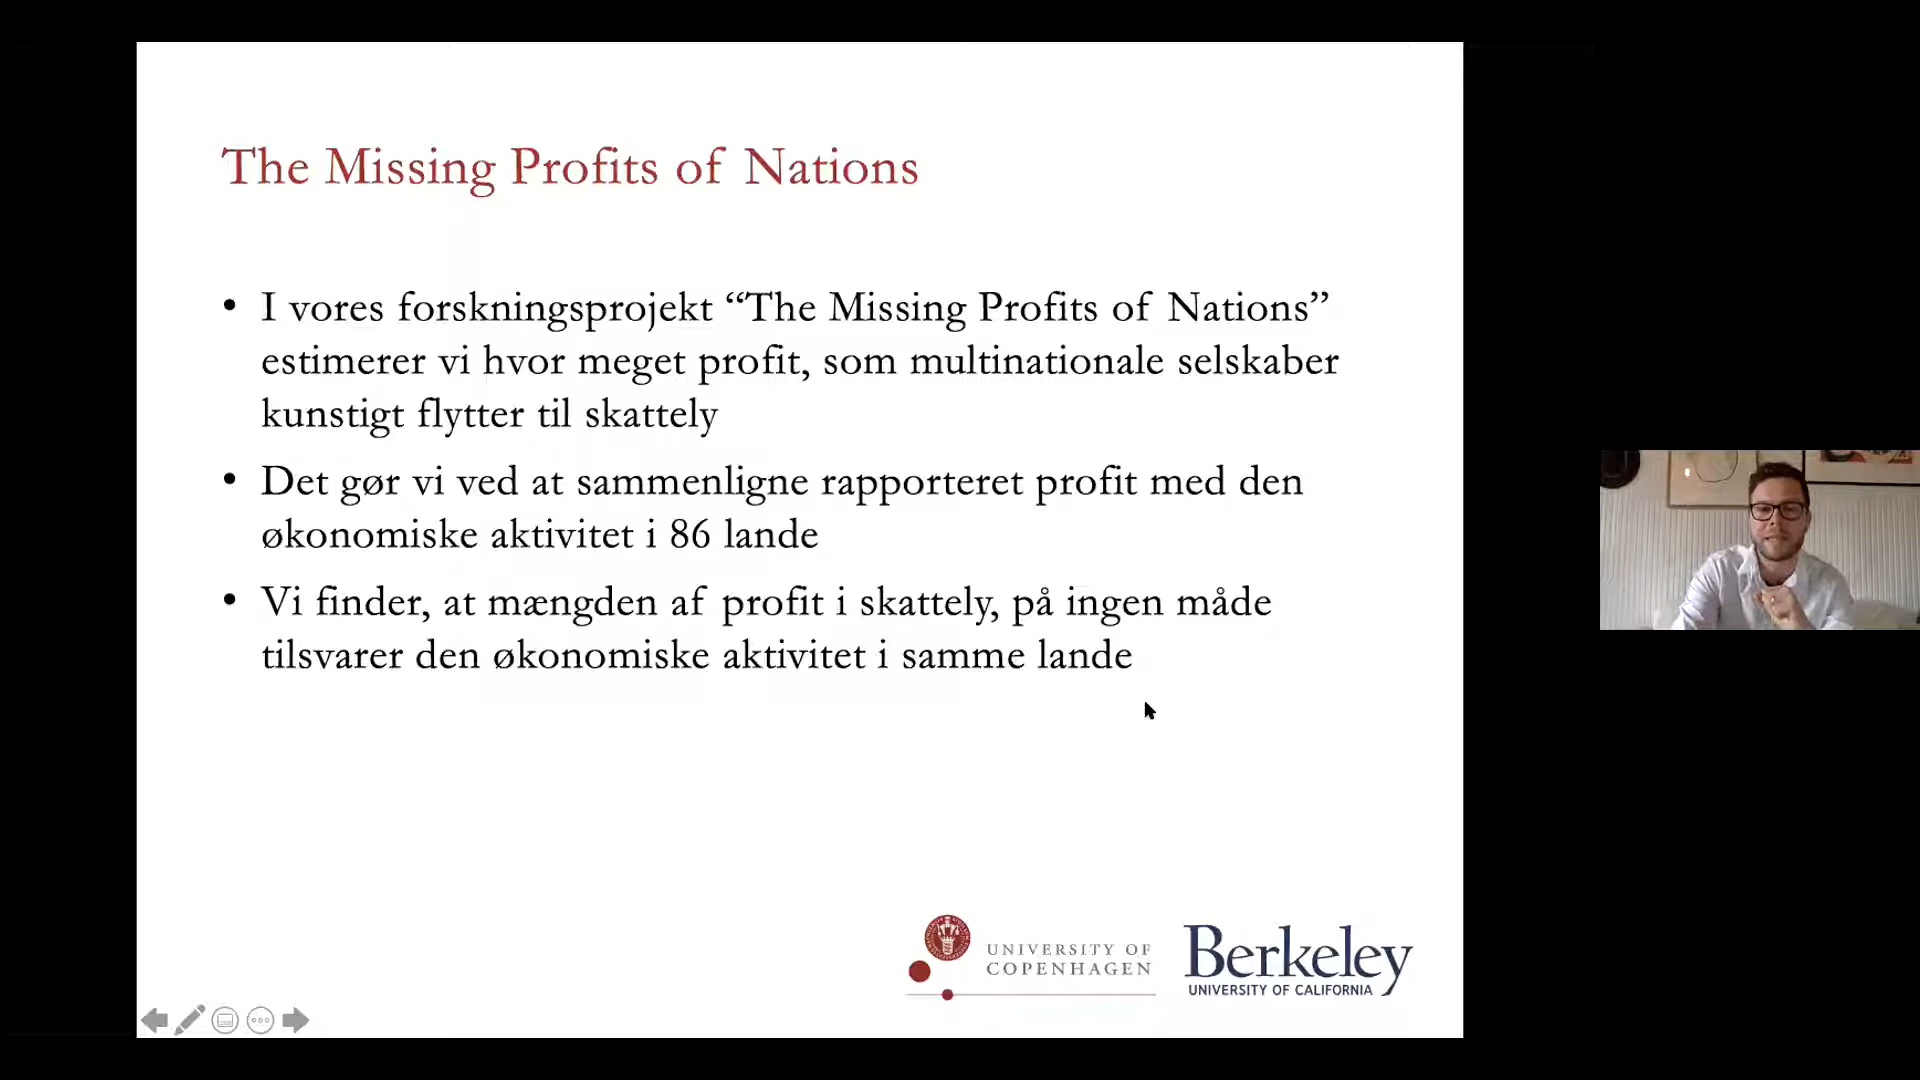 The Missing Profits of Nations
• I vores forskningsprojekt “The Missing Profits of Nations”
estimerer vi hvor meget profit, som multinationale selskaber
kunstigt flytter til skattely
• Det gør vi ved at sammenligne rapporteret profit med den
økonomiske aktivitet i 86 lande
• Vi finder, at mængden af profit i skattely, på ingen måde
tilsvarer den økonomiske aktivitet i samme lande
UNIVERSITY OF
COPENHAGEN
Berkeley
UNIVERSITY OF CALIFORNIA